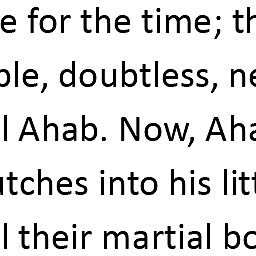 e for the time; th
ble, doubtless, ne
l Ahab. Now, Aha
utches into his litt
l their martial bo